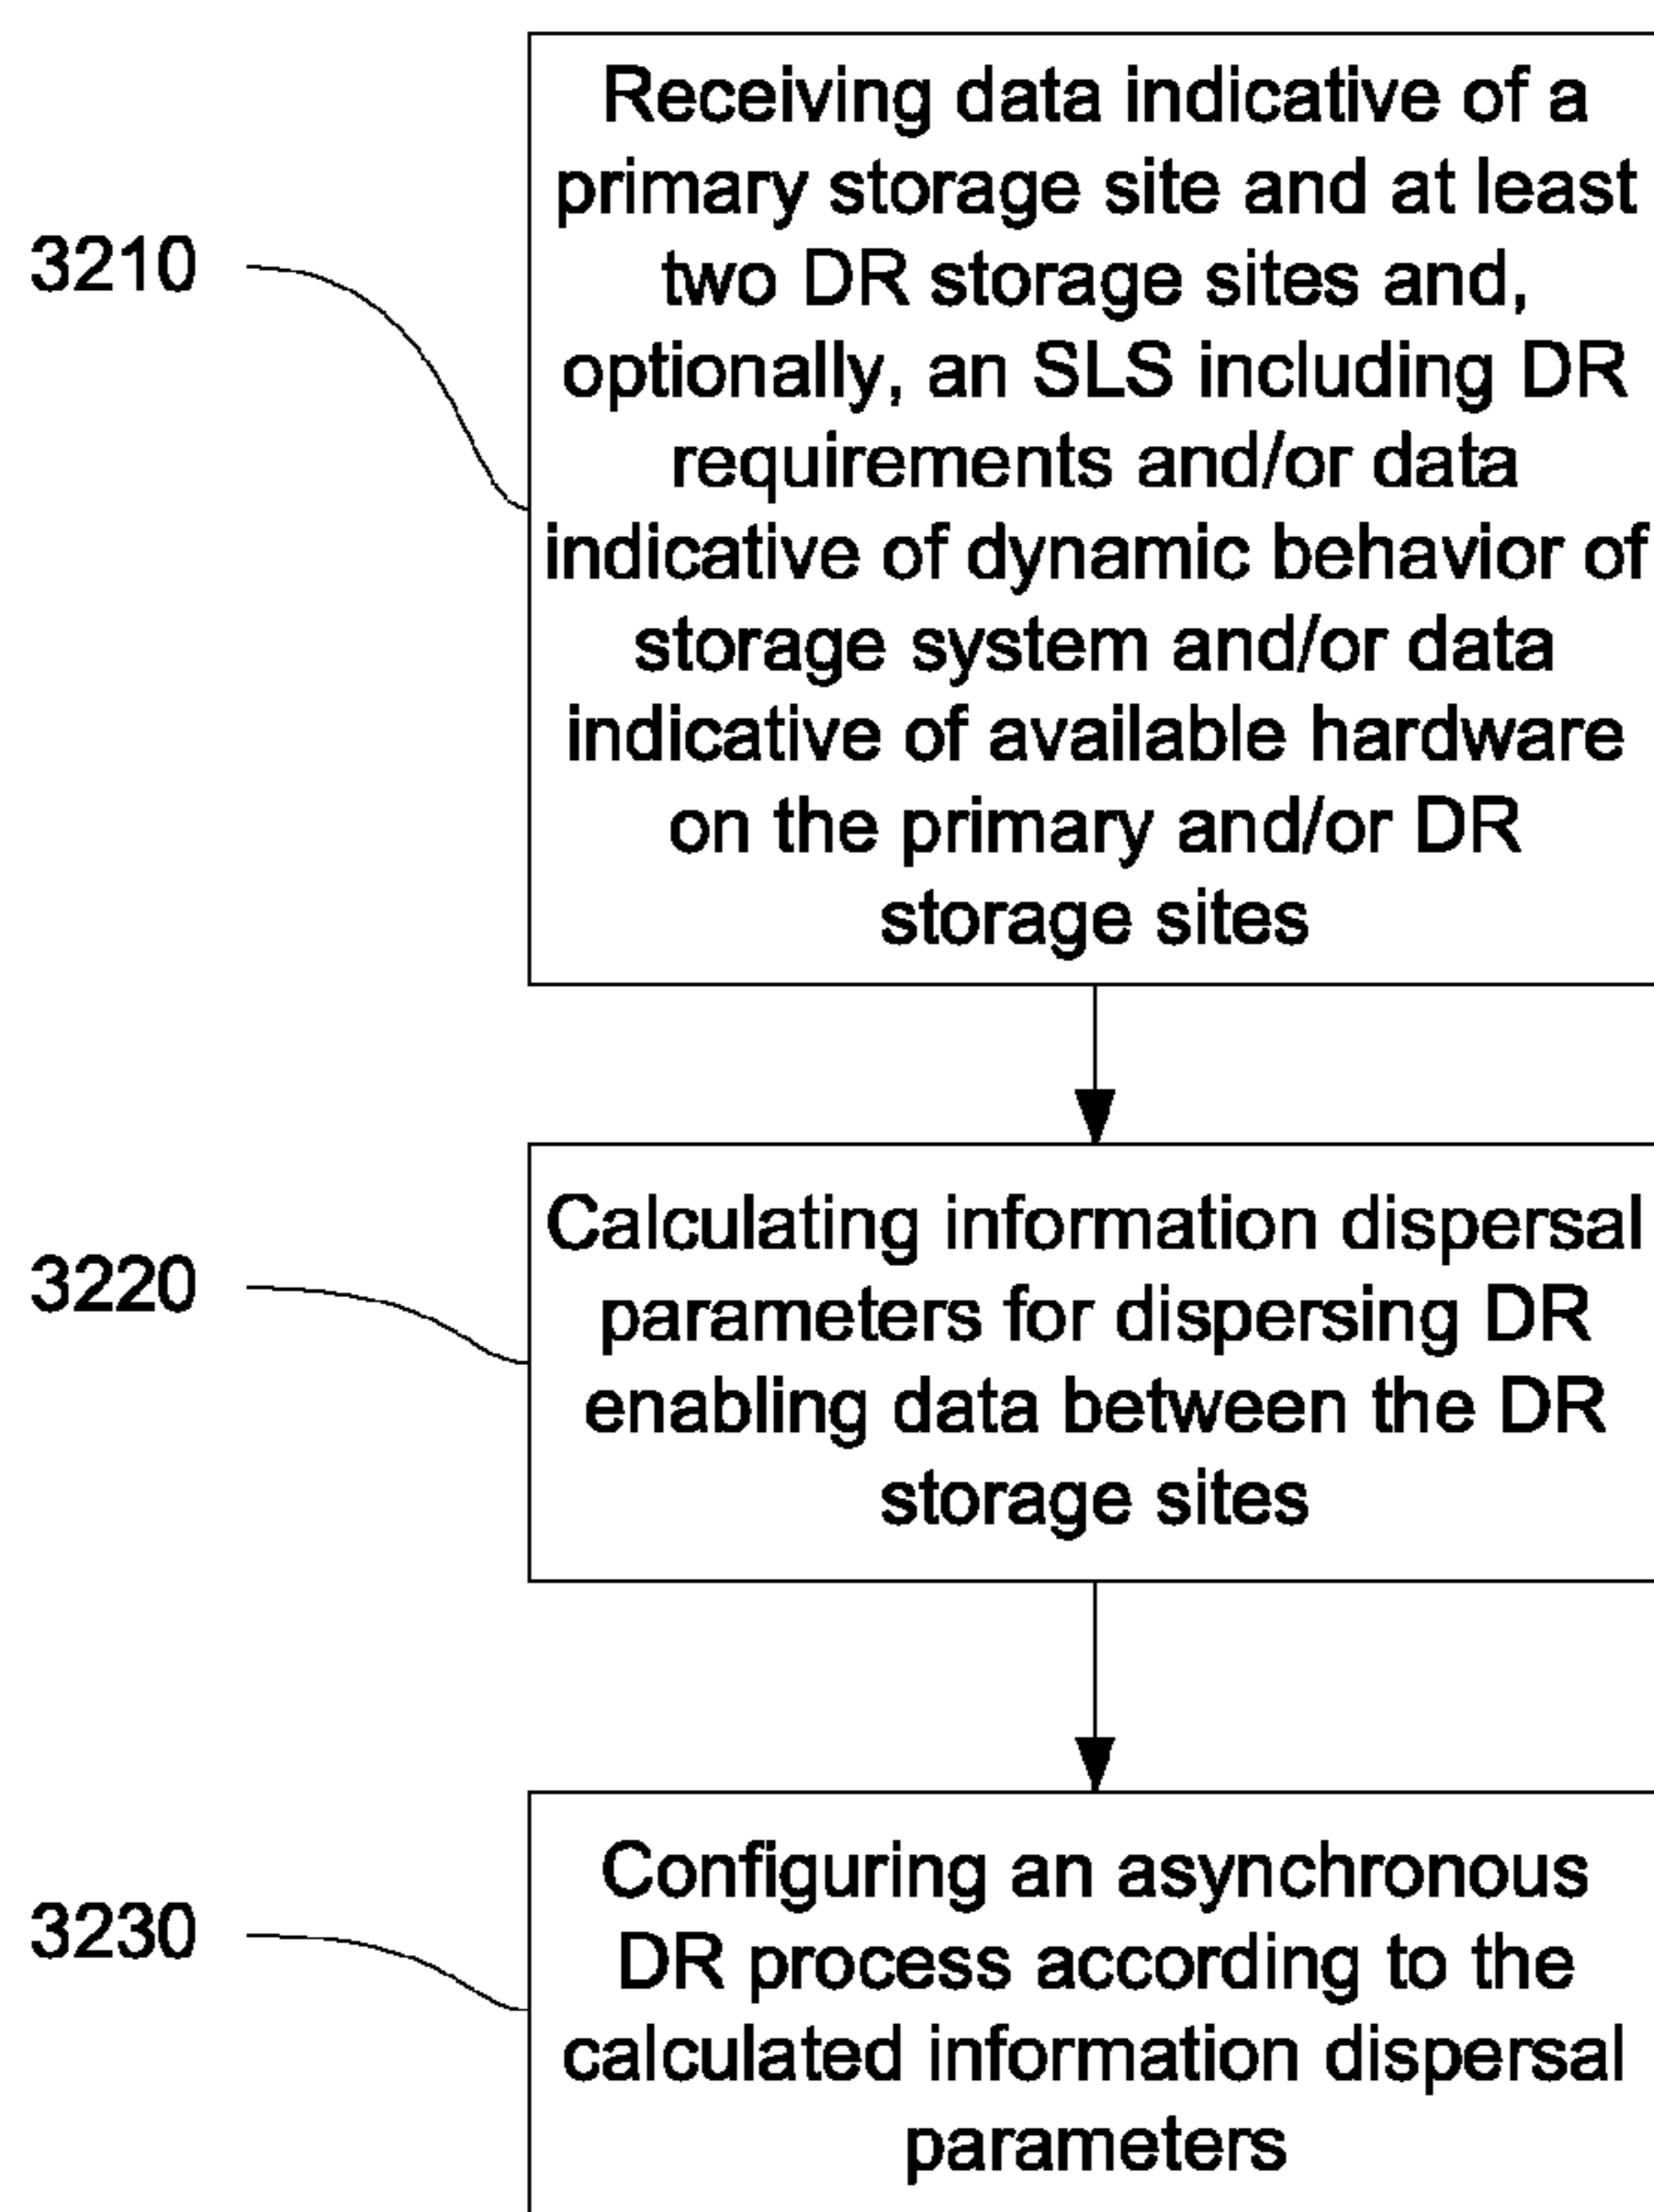 3210
Receiving data indicative of a
primary storage site and at least
two DR storage sites and,
optionally, an SLS including DR
requirements and/or data
indicative of dynamic behavior of
storage system and/or data
indicative of available hardware
on the primary and/or DR
storage sites
3220
Calculating information dispersal
parameters for dispersing DR
enabling data between the DR
storage sites
3230
Configuring an asynchronous
DR process according to the
calculated information dispersal
parameters